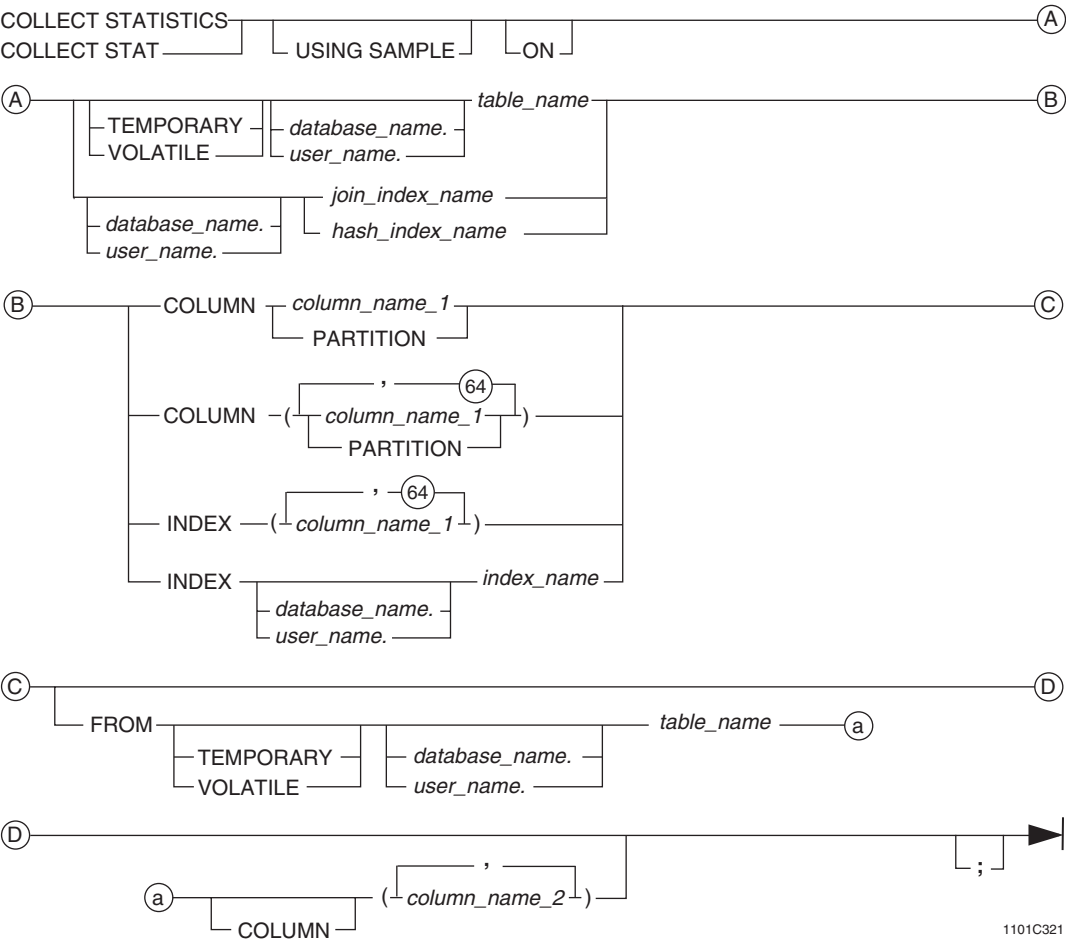 COLLECT STATISTICS
COLLECT STAT
USING SAMPLE
ON
A
A
TEMPORARY
VOLATILE
database_name.
user_name.
table_name
B
database_name.
user_name.
join_index_name
hash_index_name
B
COLUMN
column_name_1
PARTITION
C
COLUMN
(
,
64
column_name_1
PARTITION
)
INDEX
(
,
64
column_name_1
)
INDEX
database_name.
user_name.
index_name
C
D
FROM
TEMPORARY
VOLATILE
database_name.
user_name.
table_name
a
D
;
a
COLUMN
(
,
column_name_2
)
1101C321